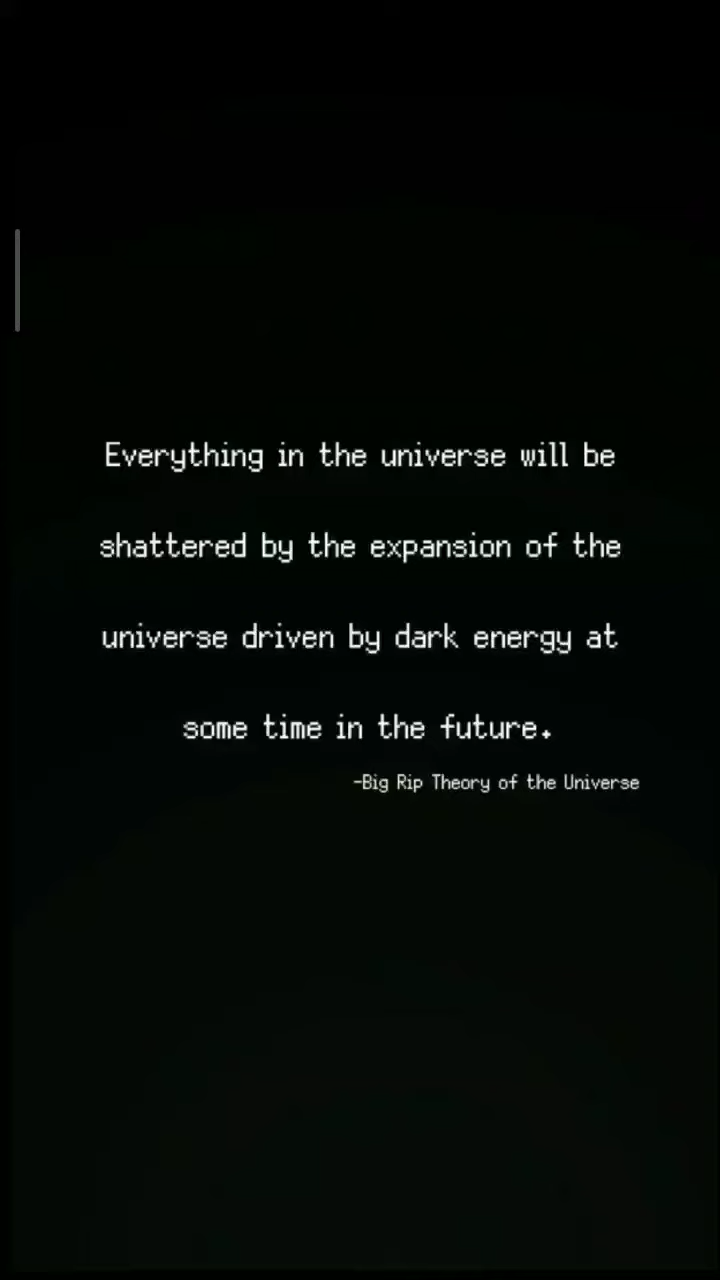 Everything in the universe will be
shattered by the expansion of the
universe driven by dark energy at
some time in the future.
-Big Rip Theory of the Universe